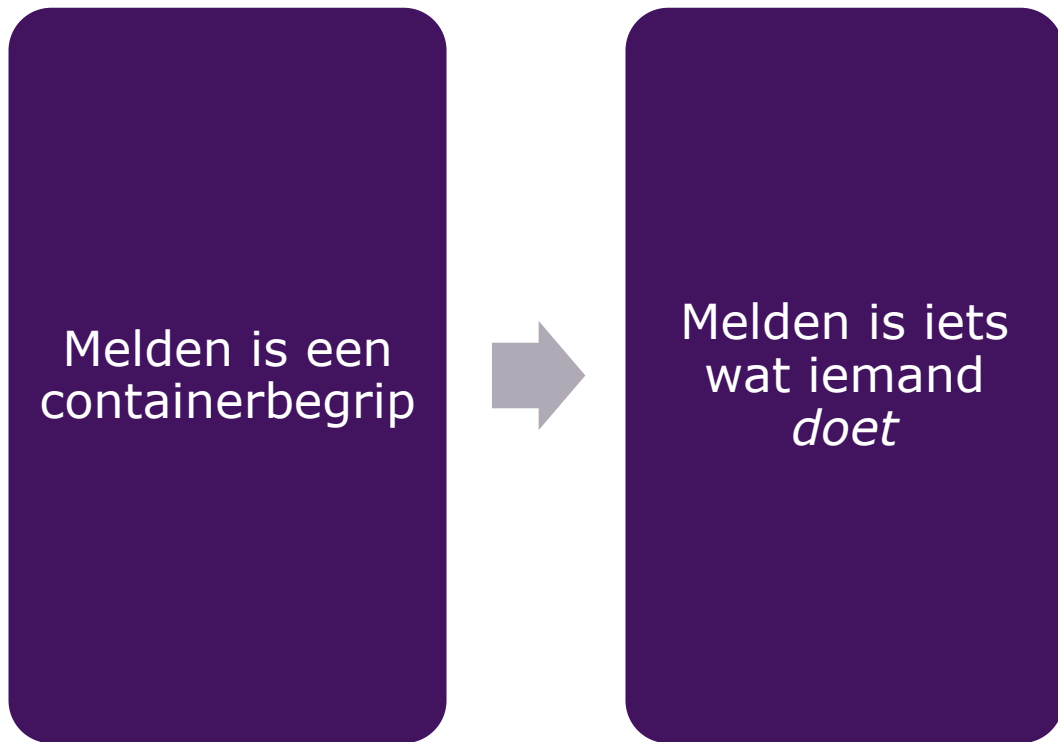 Melden is een
containerbegrip
Melden is iets
wat iemand
doet